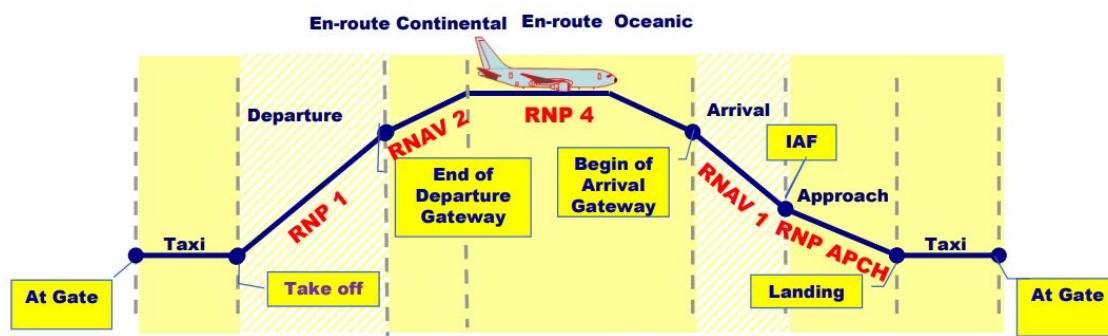 En-route Continental
En-route Oceanic
Departure
Arrival
RNAV 2
RNP 4
IAF
End of
Departure
Gateway
Begin of
Arrival
Gateway
RNP 1
RNAV 1
Approach
RNP APCH
Taxi
Taxi
At Gate
Take off
Landing
At Gate